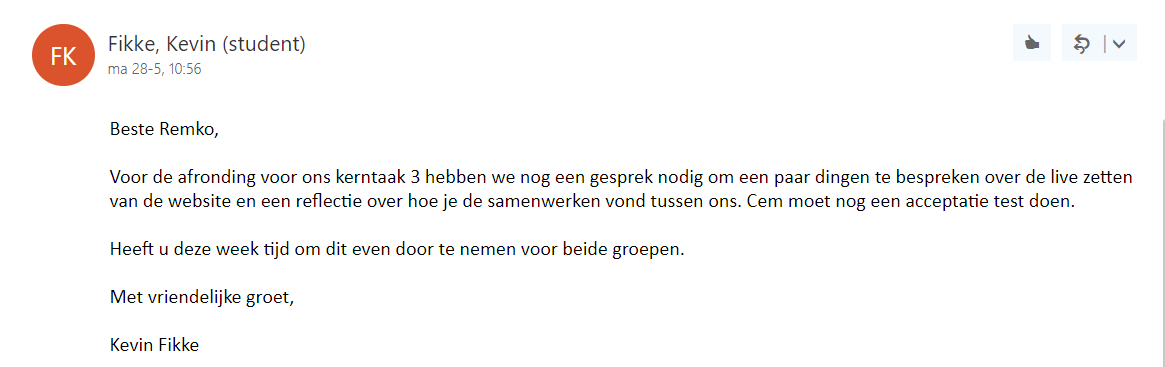 FK
Fikke, Kevin (student)
ma 28-5, 10:56
Beste Remko,
Voor de afronding voor ons kerntaak 3 hebben we nog een gesprek nodig om een paar dingen te bespreken over de live zetten
van de website en een reflectie over hoe je de samenwerken vond tussen ons. Cem moet nog een acceptatie test doen.
Heeft u deze week tijd om dit even door te nemen voor beide groepen.
Met vriendelijke groet,
Kevin Fikke